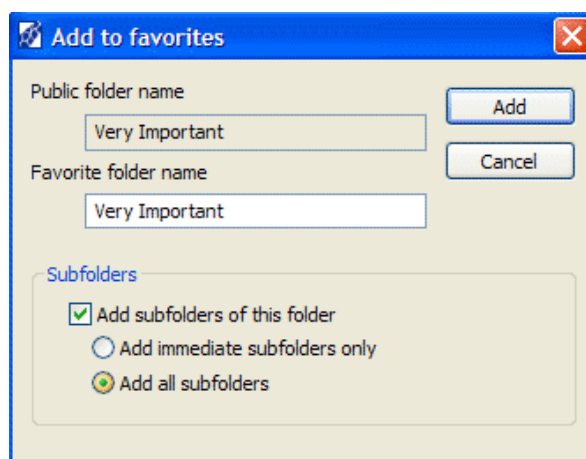 Add to favorites
Public folder name
Add
Very Important
Cancel
Favorite folder name
Very Important
Subfolders
Add subfolders of this folder
Add immediate subfolders only
Add all subfolders